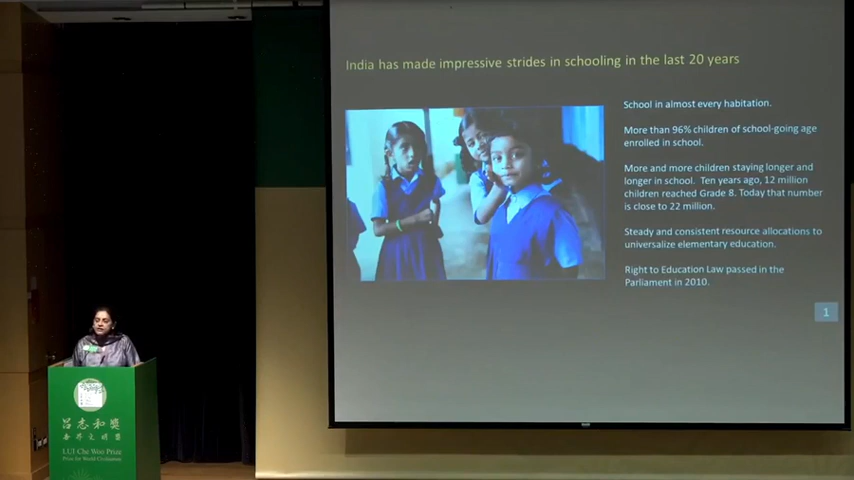 India has made impressive strides in schooling in the last 20 years
School in almost every habitation.
More than 96% children of school-going age
enrolled in school.
More and more children staying longer and
longer in school. Ten years ago, 12 million
children reached Grade 8. Today that number
is close to 22 million.
Steady and consistent resource allocations to
universalize elementary education.
Right to Education Law passed in the
Parliament in 2010.
1
呂志和獎
世界文明獎
LUI Che Woo Prize
Prize for World Civilisation